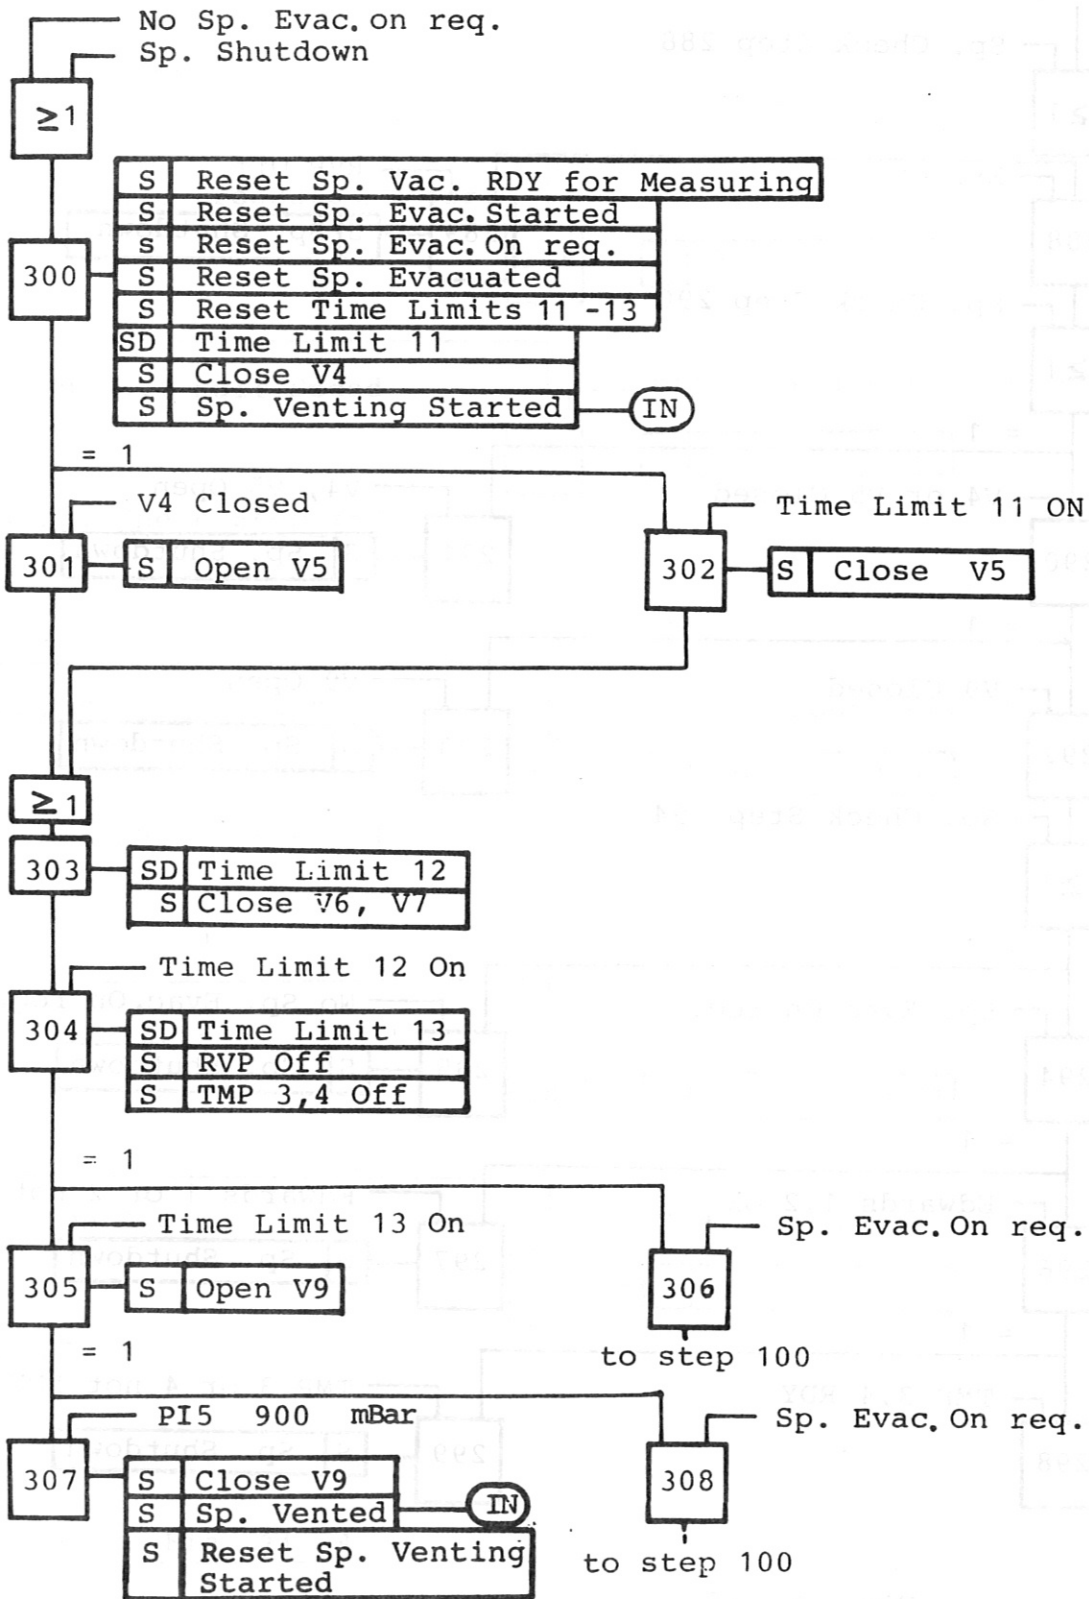 No Sp. Evac. on req.
Sp. Shutdown
≥1
S Reset Sp. Vac. RDY for Measuring
S Reset Sp. Evac. Started
S Reset Sp. Evac. On req.
300
S Reset Sp. Evacuated
S Reset Time Limits 11 -13
SD Time Limit 11
S Close V4
S Sp. Venting Started IN
= 1
V4 Closed
Time Limit 11 ON
301 S Open V5
302 S Close V5
≥1
303 SD Time Limit 12
S Close V6, V7
Time Limit 12 On
304 SD Time Limit 13
S RVP Off
S TMP 3,4 Off
= 1
Time Limit 13 On
Sp. Evac. On req.
305 S Open V9
306
= 1
to step 100
PI5 900 mBar
Sp. Evac. On req.
307 S Close V9
308
S Sp. Vented IN
S Reset Sp. Venting
Started
to step 100